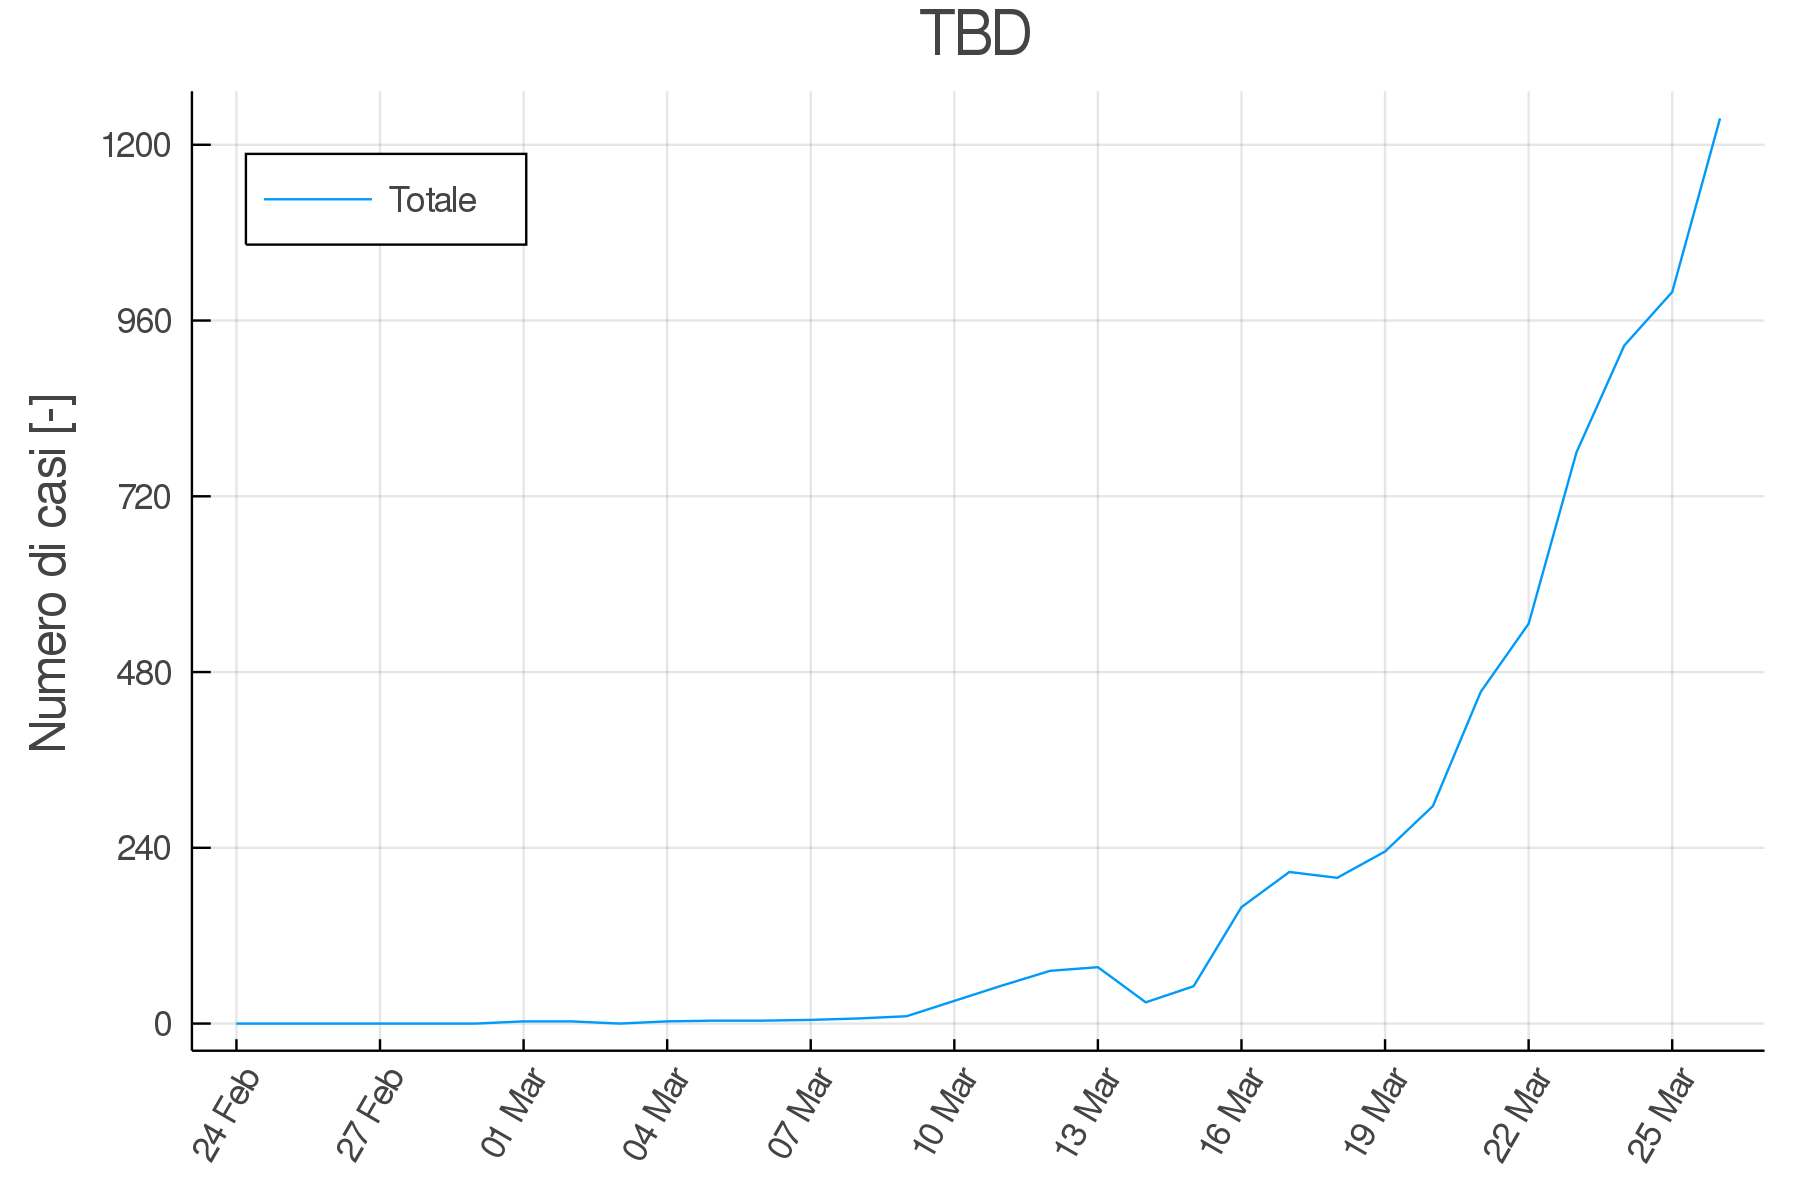 TBD
Numero di casi [-]
1200
960
720
480
240
0
Totale
24 Feb
27 Feb
01 Mar
04 Mar
07 Mar
10 Mar
13 Mar
16 Mar
19 Mar
22 Mar
25 Mar